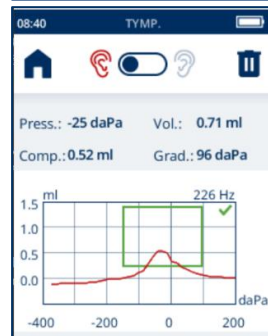 08:40 TYMP.
Press.: -25 daPa Vol.: 0.71 ml
Comp.: 0.52 ml Grad.: 96 daPa
ml 226 Hz
1.5
1.0
0.5
0.0
daPa
-400 -200 0 200